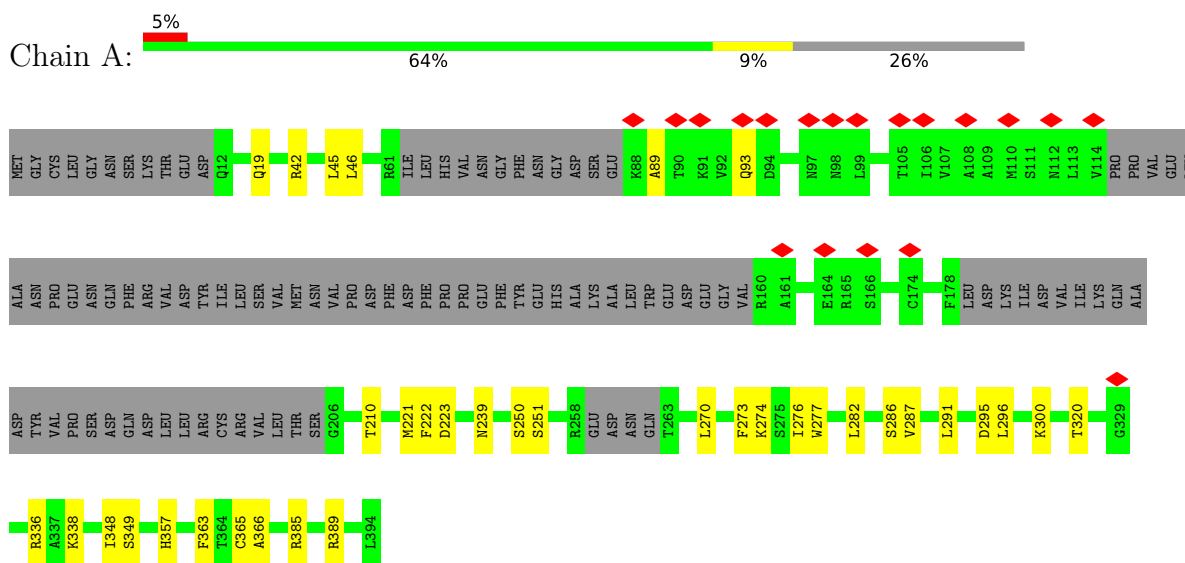 Chain A: 5% 64% 9% 26%
MET GLY CYS LEU GLY ASN SER LYS THR GLU ASP Q12 Q19 R42 L45 L46 R61 ILE LEU HIS VAL ASN GLY PHE ASN GLY ASP SER GLU K88 A89 T90 K91 V92 Q93 D94 N97 N98 L99 T105 I106 V107 A108 A109 M110 S111 N112 L113 V114 PRO PRO VAL GLU
ALA ASN PRO GLU ASN GLN PHE ARG VAL ASP TYR ILE LEU SER VAL MET ASN VAL PRO ASP PHE ASP PHE PRO PRO GLU PHE TYR GLU HIS ALA LYS ALA LEU TRP GLU ASP GLU GLY VAL R160 A161 E164 R165 S166 C174 F178 LEU ASP LYS ILE ASP VAL ILE LYS GLN ALA
ASP TYR VAL PRO SER ASP GLN ASP LEU LEU ARG CYS ARG VAL LEU THR SER G206 T210 M221 F222 D223 N239 S250 S251 R258 GLU ASP ASN GLN T263 L270 F273 K274 S275 I276 W277 L282 S286 V287 L291 D295 L296 K300 T320 G329
R336 A337 K338 I348 S349 H357 F363 T364 C365 A366 R385 R389 L394